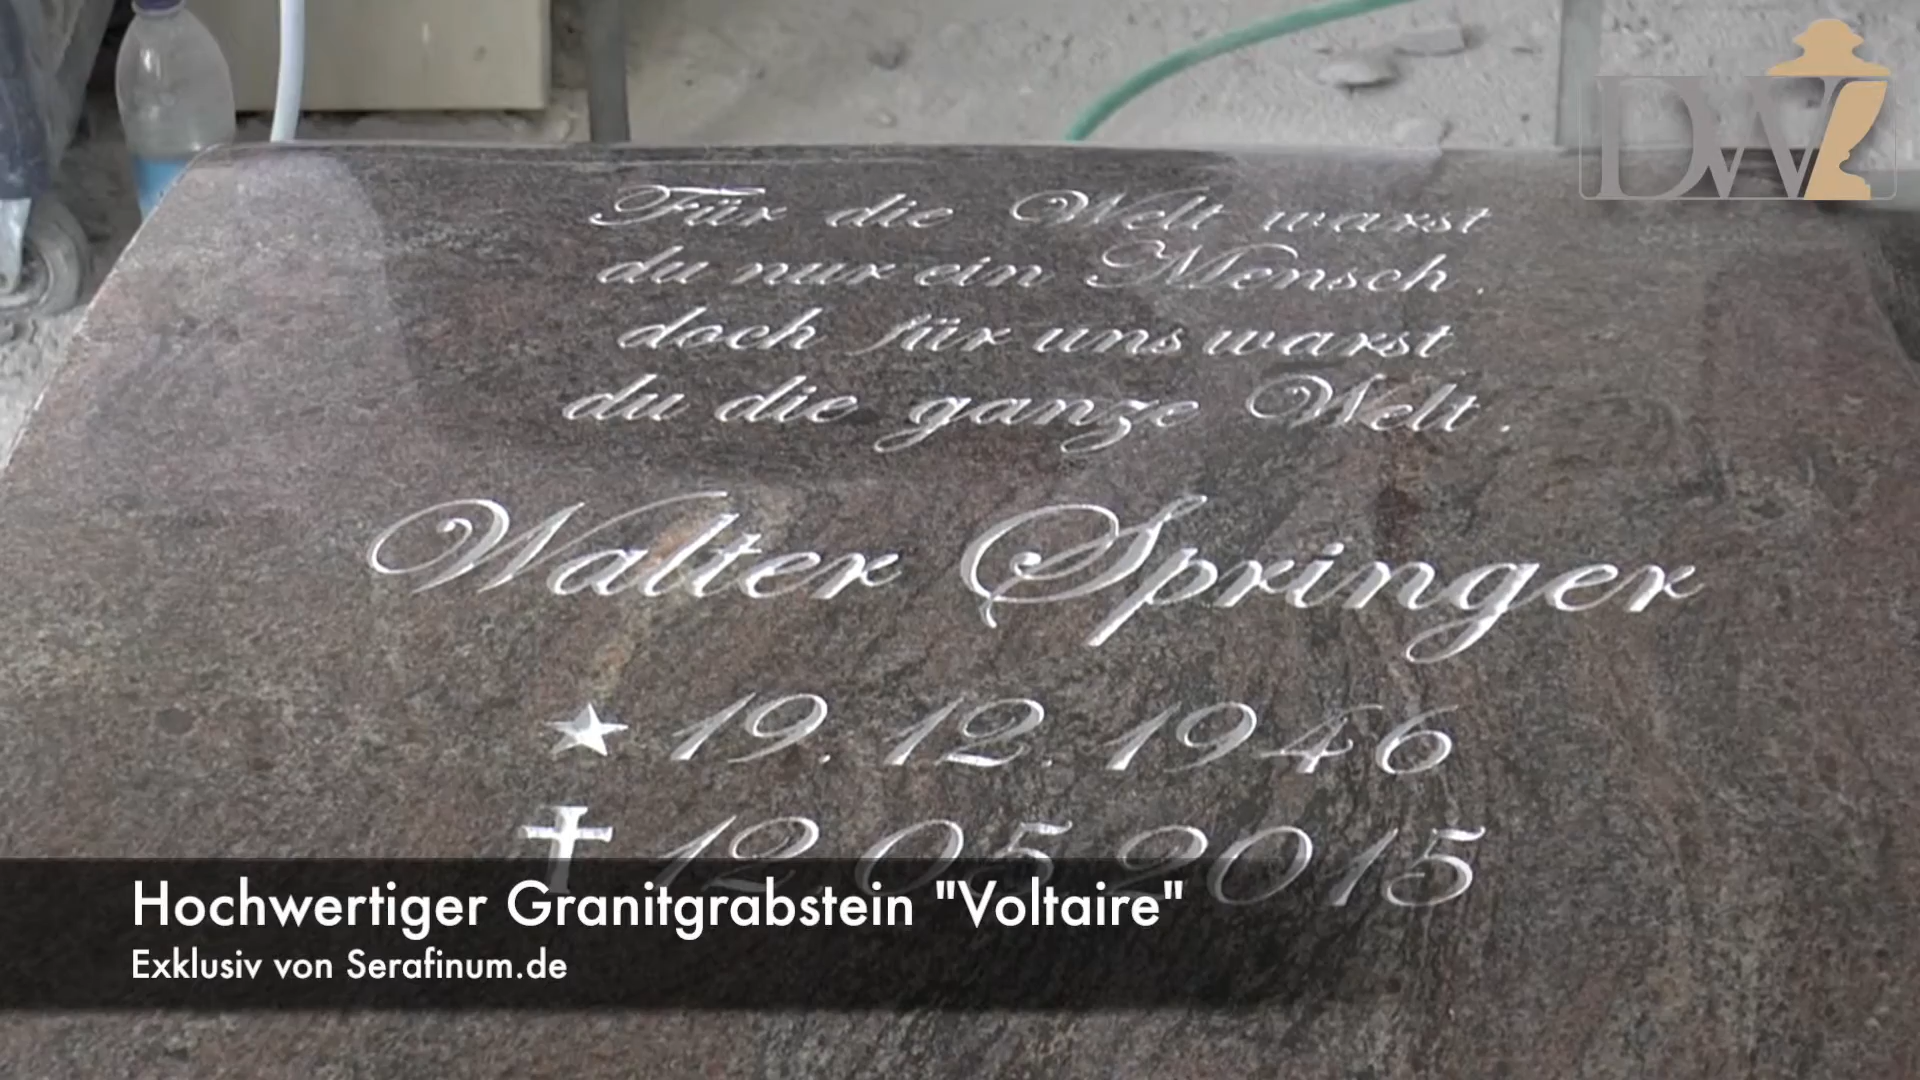 DW
Für die Welt warst
du nur ein Mensch.
doch für uns warst
du die ganze Welt.
Walter Springer
★ 19.12.1946
✝ 12.05.2015
Hochwertiger Granitgrabstein "Voltaire"
Exklusiv von Serafinum.de